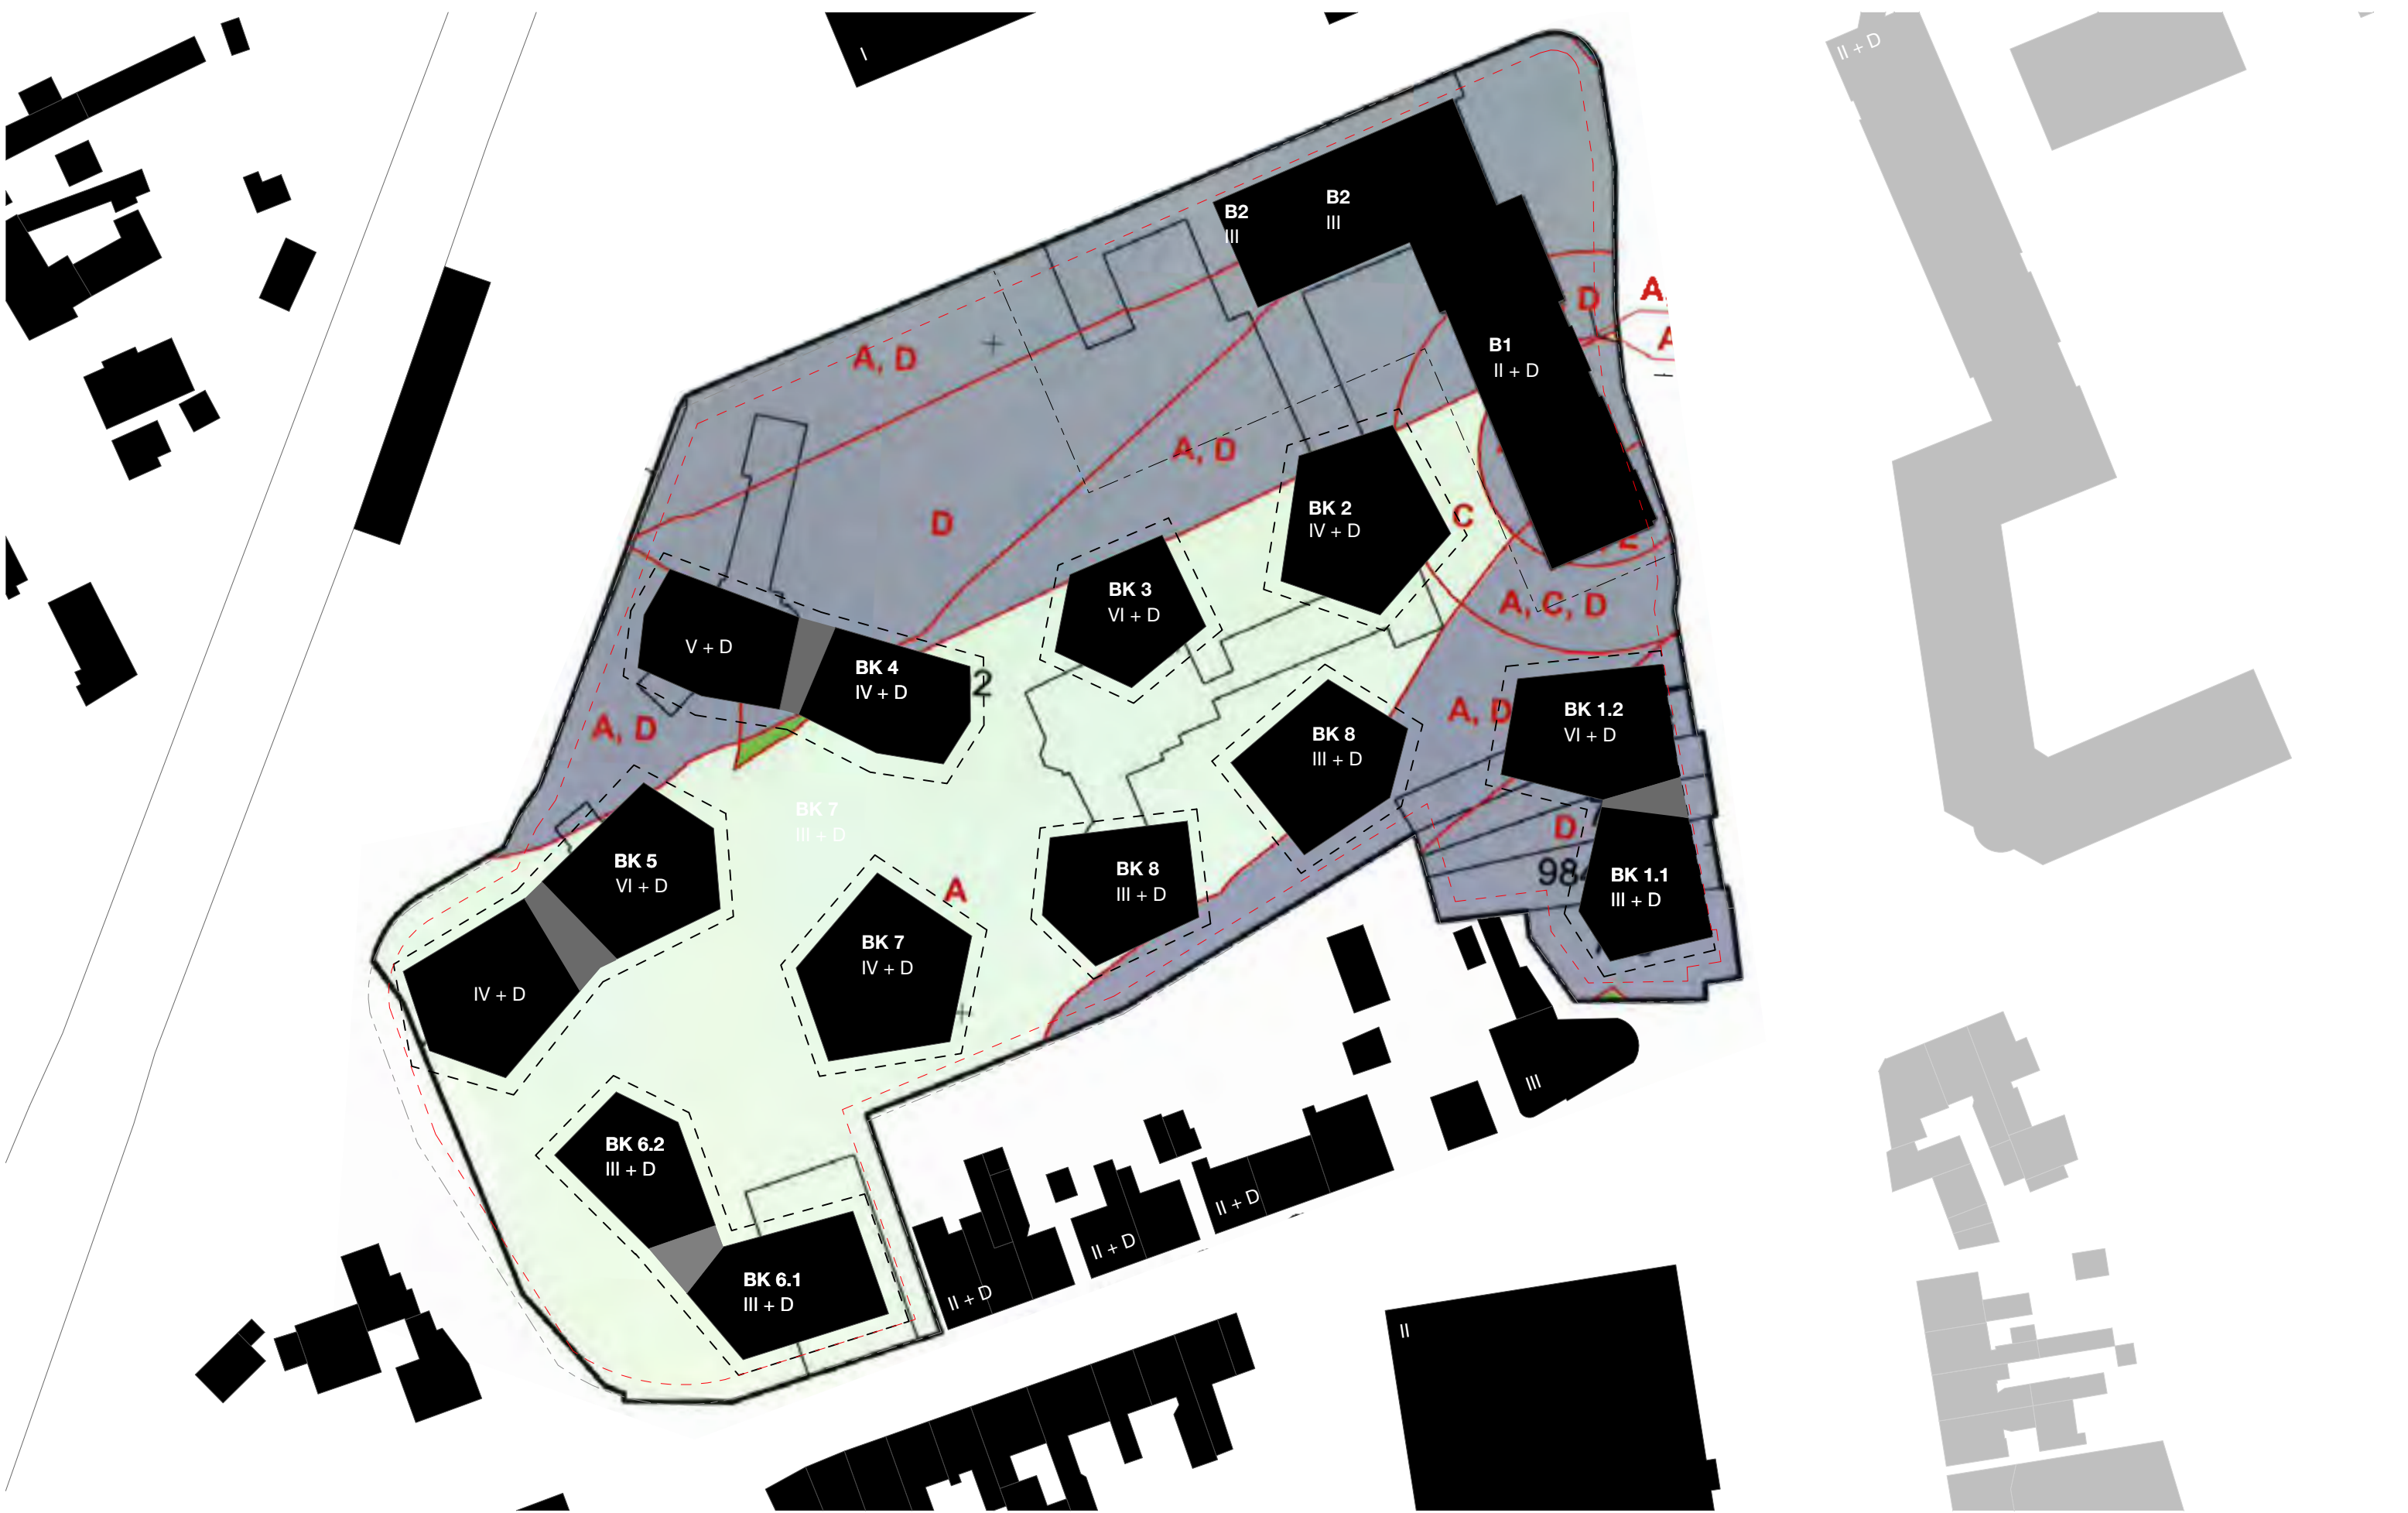 I
II + D
B2
III
B2
III
D
A,
A
B1
II + D
A, D
A, D
BK 2
IV + D
C
D
E
BK 3
VI + D
A, C, D
V + D
BK 4
IV + D
2
A, D
A, D
BK 1.2
VI + D
BK 8
III + D
BK 7
III + D
D
BK 5
VI + D
A
BK 8
III + D
984
BK 1.1
III + D
BK 7
IV + D
IV + D
III
BK 6.2
III + D
II + D
II + D
BK 6.1
III + D
II + D
II